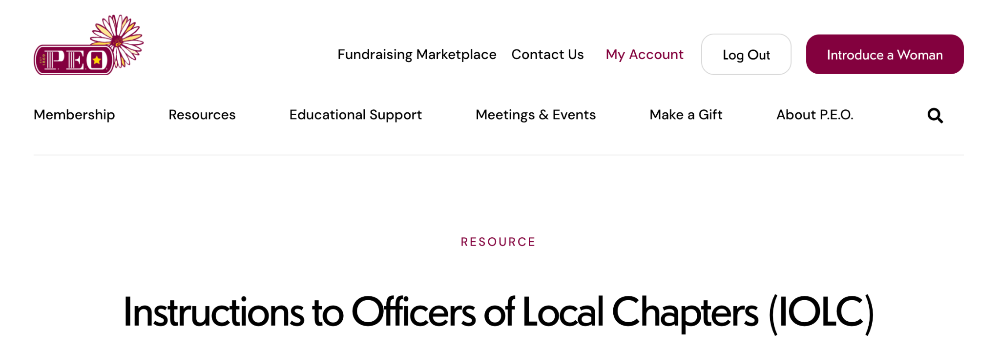 EST. 1869 P.E.O.
Fundraising Marketplace Contact Us My Account Log Out Introduce a Woman
Membership Resources Educational Support Meetings & Events Make a Gift About P.E.O.
RESOURCE
Instructions to Officers of Local Chapters (IOLC)